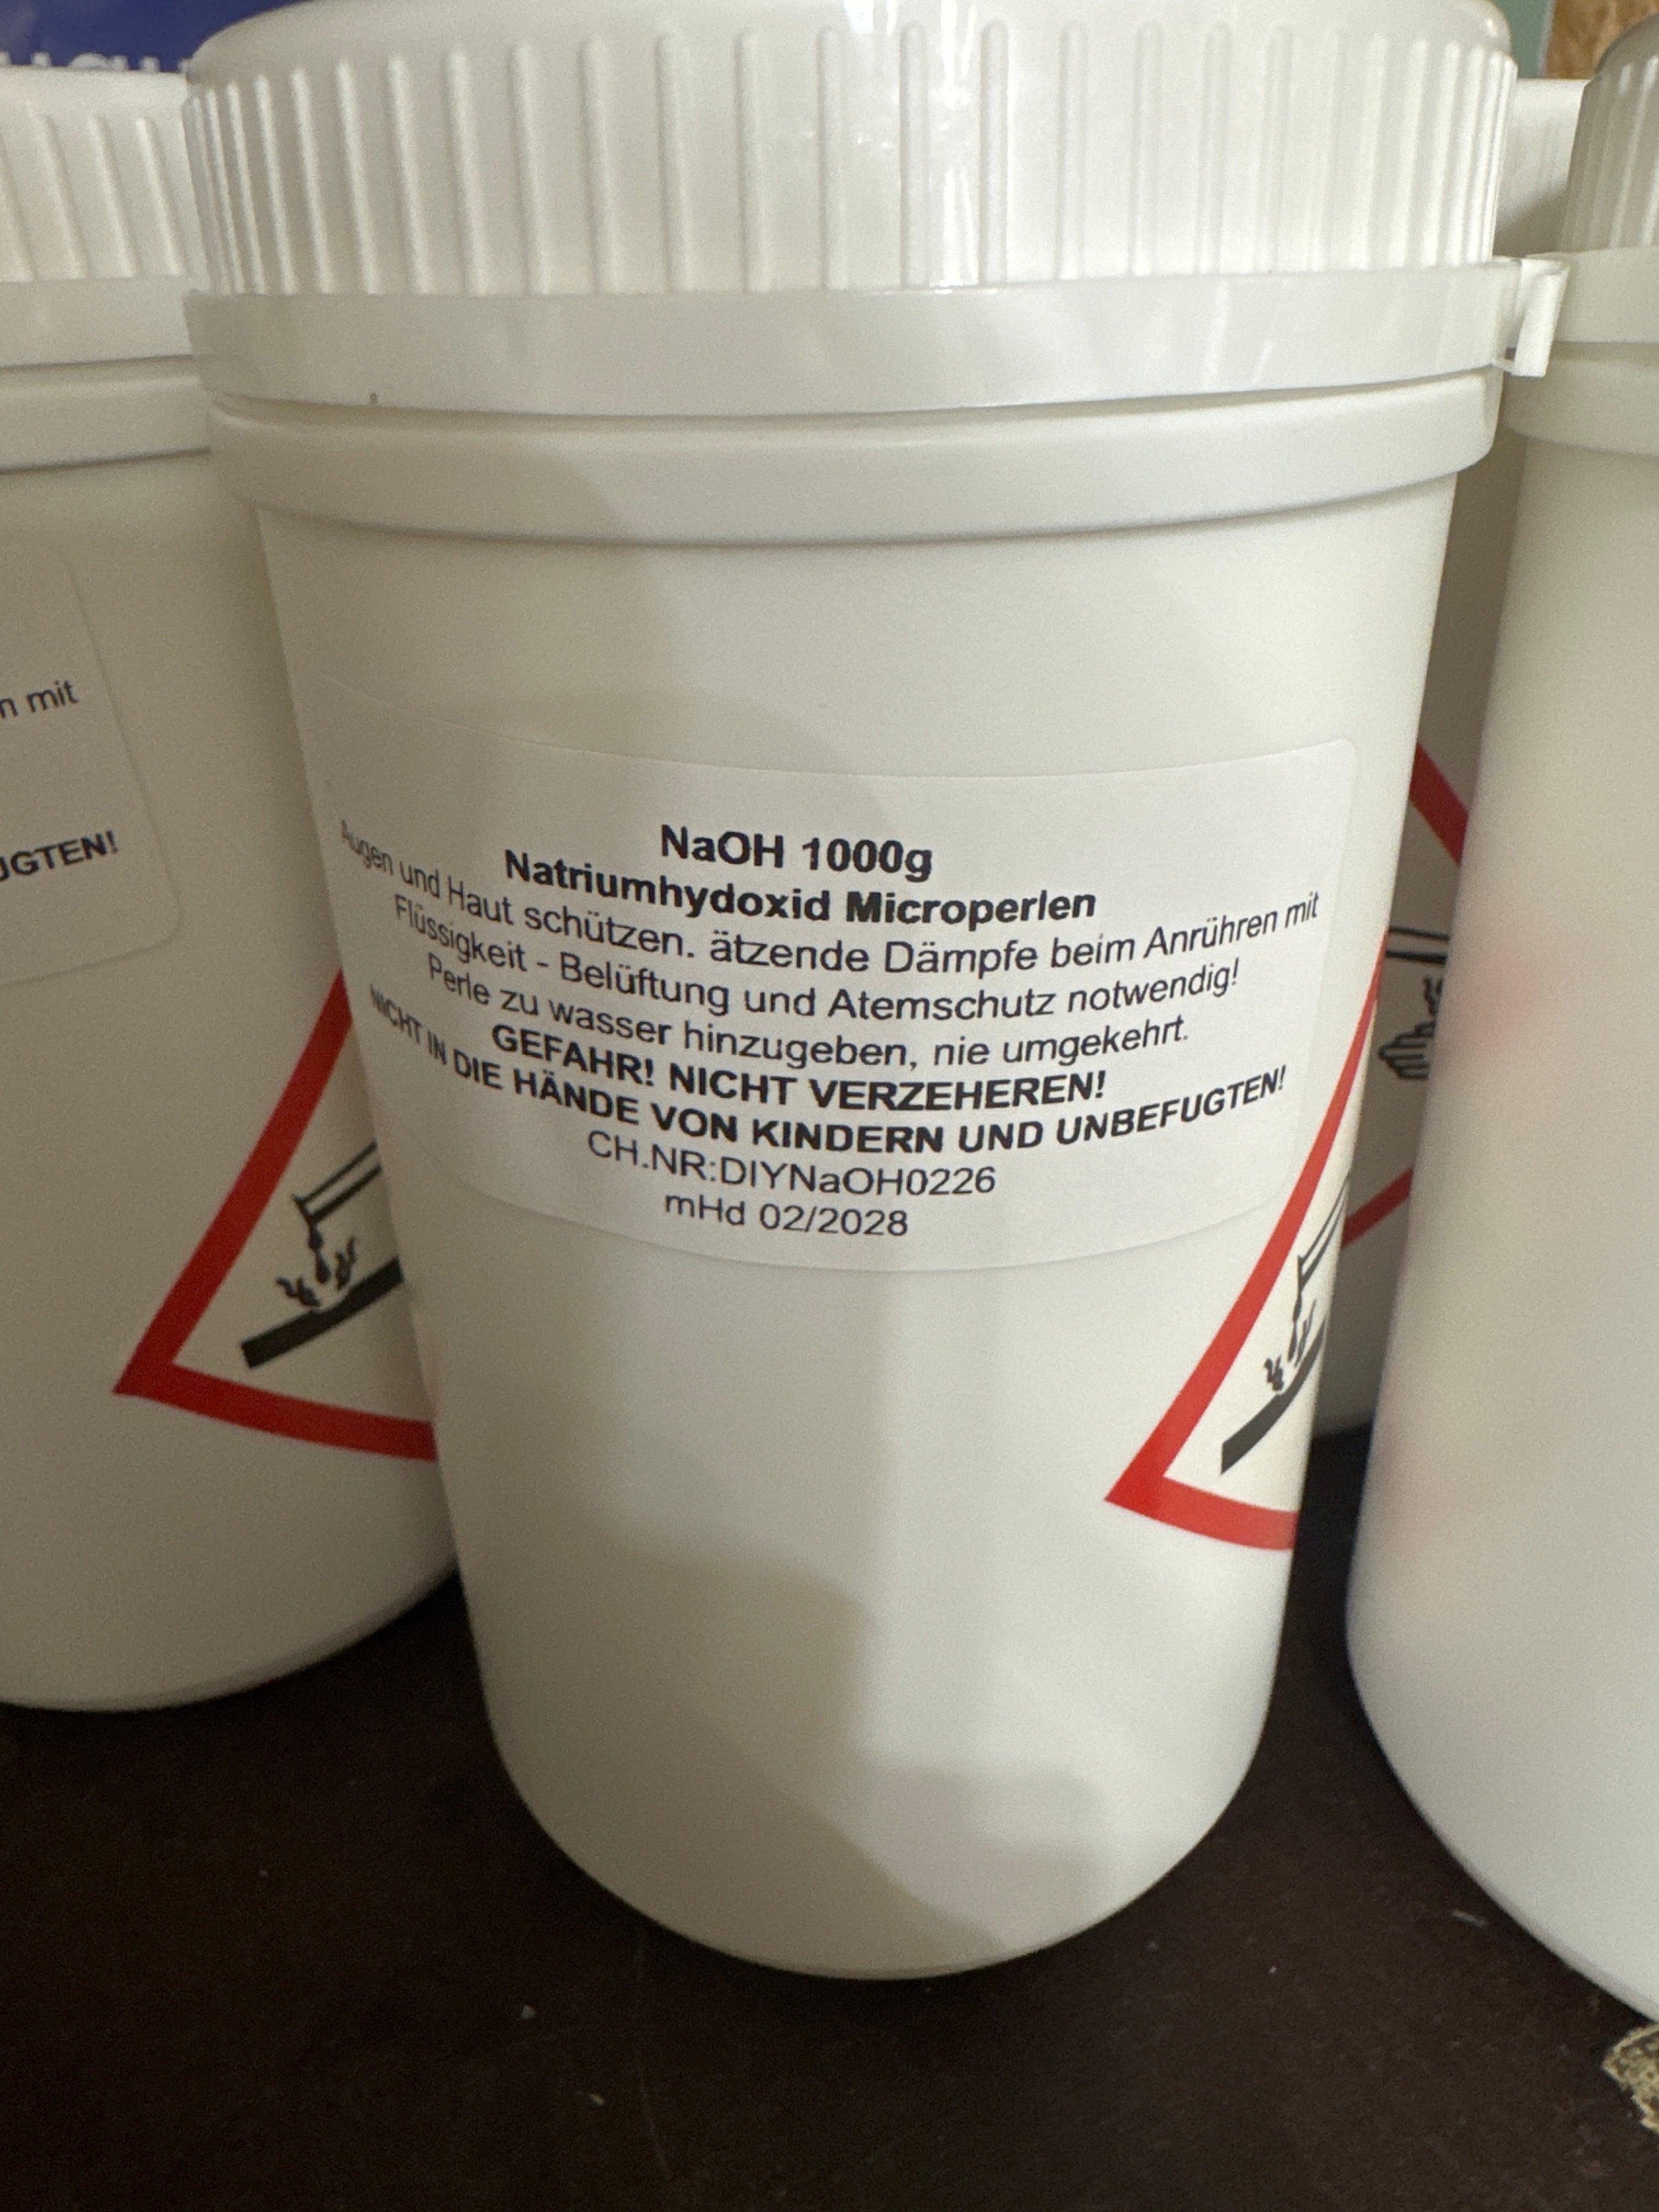 NaOH 1000g
Natriumhydoxid Microperlen
Augen und Haut schützen. ätzende Dämpfe beim Anrühren mit
Flüssigkeit - Belüftung und Atemschutz notwendig!
Perle zu wasser hinzugeben, nie umgekehrt.
GEFAHR! NICHT VERZEHEREN!
NICHT IN DIE HÄNDE VON KINDERN UND UNBEFUGTEN!
CH.NR:DIYNaOH0226
mHd 02/2028
mit
UGTEN!